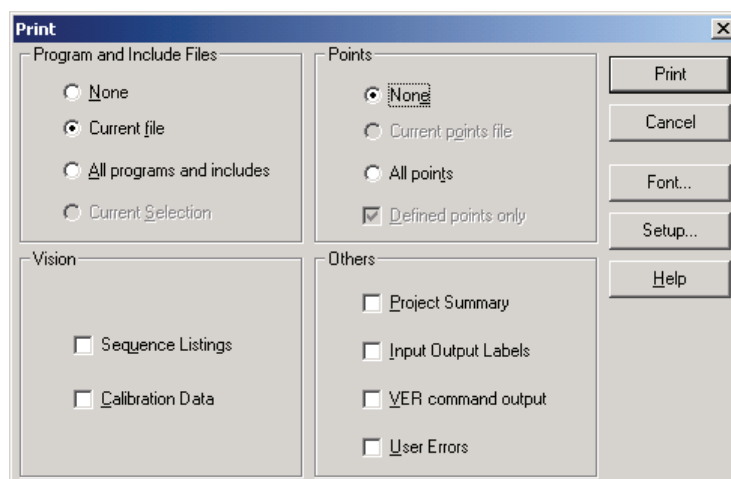 Print
Program and Include Files
None
Current file
All programs and includes
Current Selection
Points
None
Current points file
All points
Defined points only
Print
Cancel
Font...
Setup...
Help
Vision
Sequence Listings
Calibration Data
Others
Project Summary
Input Output Labels
VER command output
User Errors